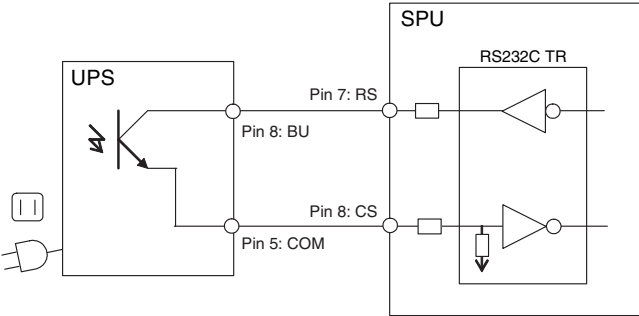 SPU
RS232C TR
UPS
Pin 7: RS
Pin 8: BU
Pin 8: CS
Pin 5: COM